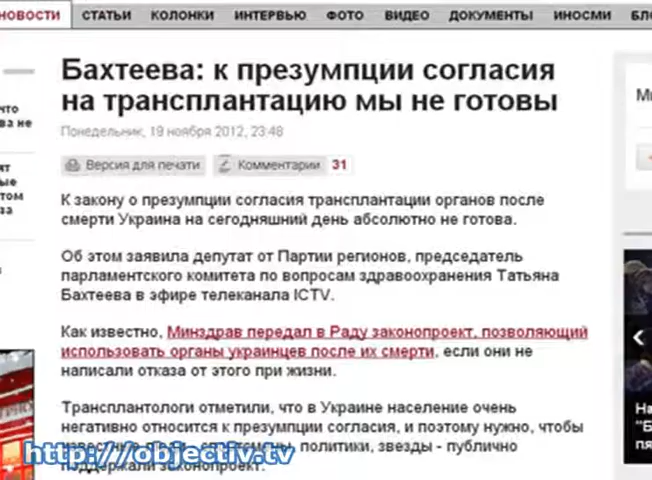 НОВОСТИ СТАТЬИ КОЛОНКИ ИНТЕРВЬЮ ФОТО ВИДЕО ДОКУМЕНТЫ ИНОСМИ
Бахтеева: к презумпции согласия
на трансплантацию мы не готовы
Понедельник, 19 ноября 2012, 23:48
Версия для печати Комментарии 31
К закону о презумпции согласия трансплантации органов после
смерти Украина на сегодняшний день абсолютно не готова.
Об этом заявила депутат от Партии регионов, председатель
парламентского комитета по вопросам здравоохранения Татьяна
Бахтеева в эфире телеканала ICTV.
Как известно, Минздрав передал в Раду законопроект, позволяющий
использовать органы украинцев после их смерти, если они не
написали отказа от этого при жизни.
Трансплантологи отметили, что в Украине население очень
негативно относится к презумпции согласия, и поэтому нужно, чтобы
политики, звезды - публично
поддержали законопроект.
http://objectiv.tv